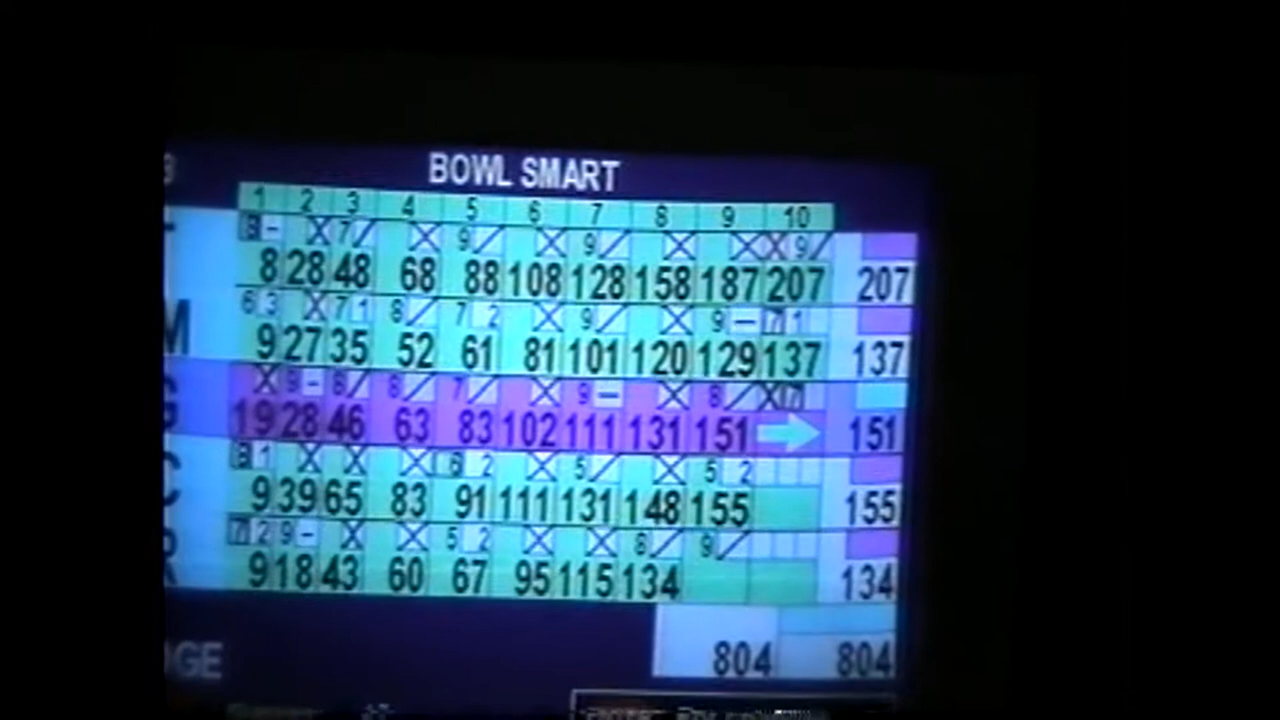 BOWL SMART
1 2 3 4 5 6 7 8 9 10
8 - X 7 / X 9 / X 9 / X X X 9 /
8 28 48 68 88 108 128 158 187 207 207
M
6 3 X 7 1 8 / 7 2 X 9 / X 9 - 7 1
9 27 35 52 61 81 101 120 129 137 137
G
X 9 - 8 / 8 / 7 / X 9 - X 8 / X 7
19 28 46 63 83 102 111 131 151 151
C
8 1 X X X 6 2 X 5 / X 5 2
9 39 65 83 91 111 131 148 155 155
7 2 9 - X X 5 2 X X 8 / 9 /
9 18 43 60 67 95 115 134 134
804 804
GE